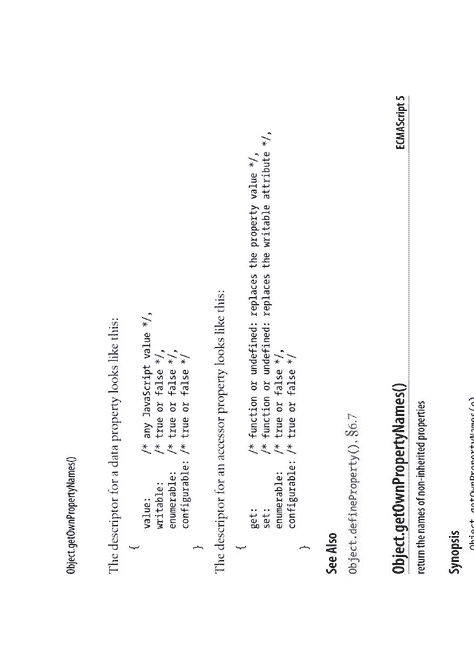 Object.getOwnPropertyNames()
The descriptor for a data property looks like this:
{
value: /* any JavaScript value */,
writable: /* true or false */,
enumerable: /* true or false */,
configurable: /* true or false */
}
The descriptor for an accessor property looks like this:
{
get: /* function or undefined: replaces the property value */,
set: /* function or undefined: replaces the writable attribute */,
enumerable: /* true or false */,
configurable: /* true or false */
}
See Also
Object.defineProperty(), §6.7
Object.getOwnPropertyNames() ECMAScript 5
return the names of non-inherited properties
Synopsis
Object.getOwnPropertyNames(o)